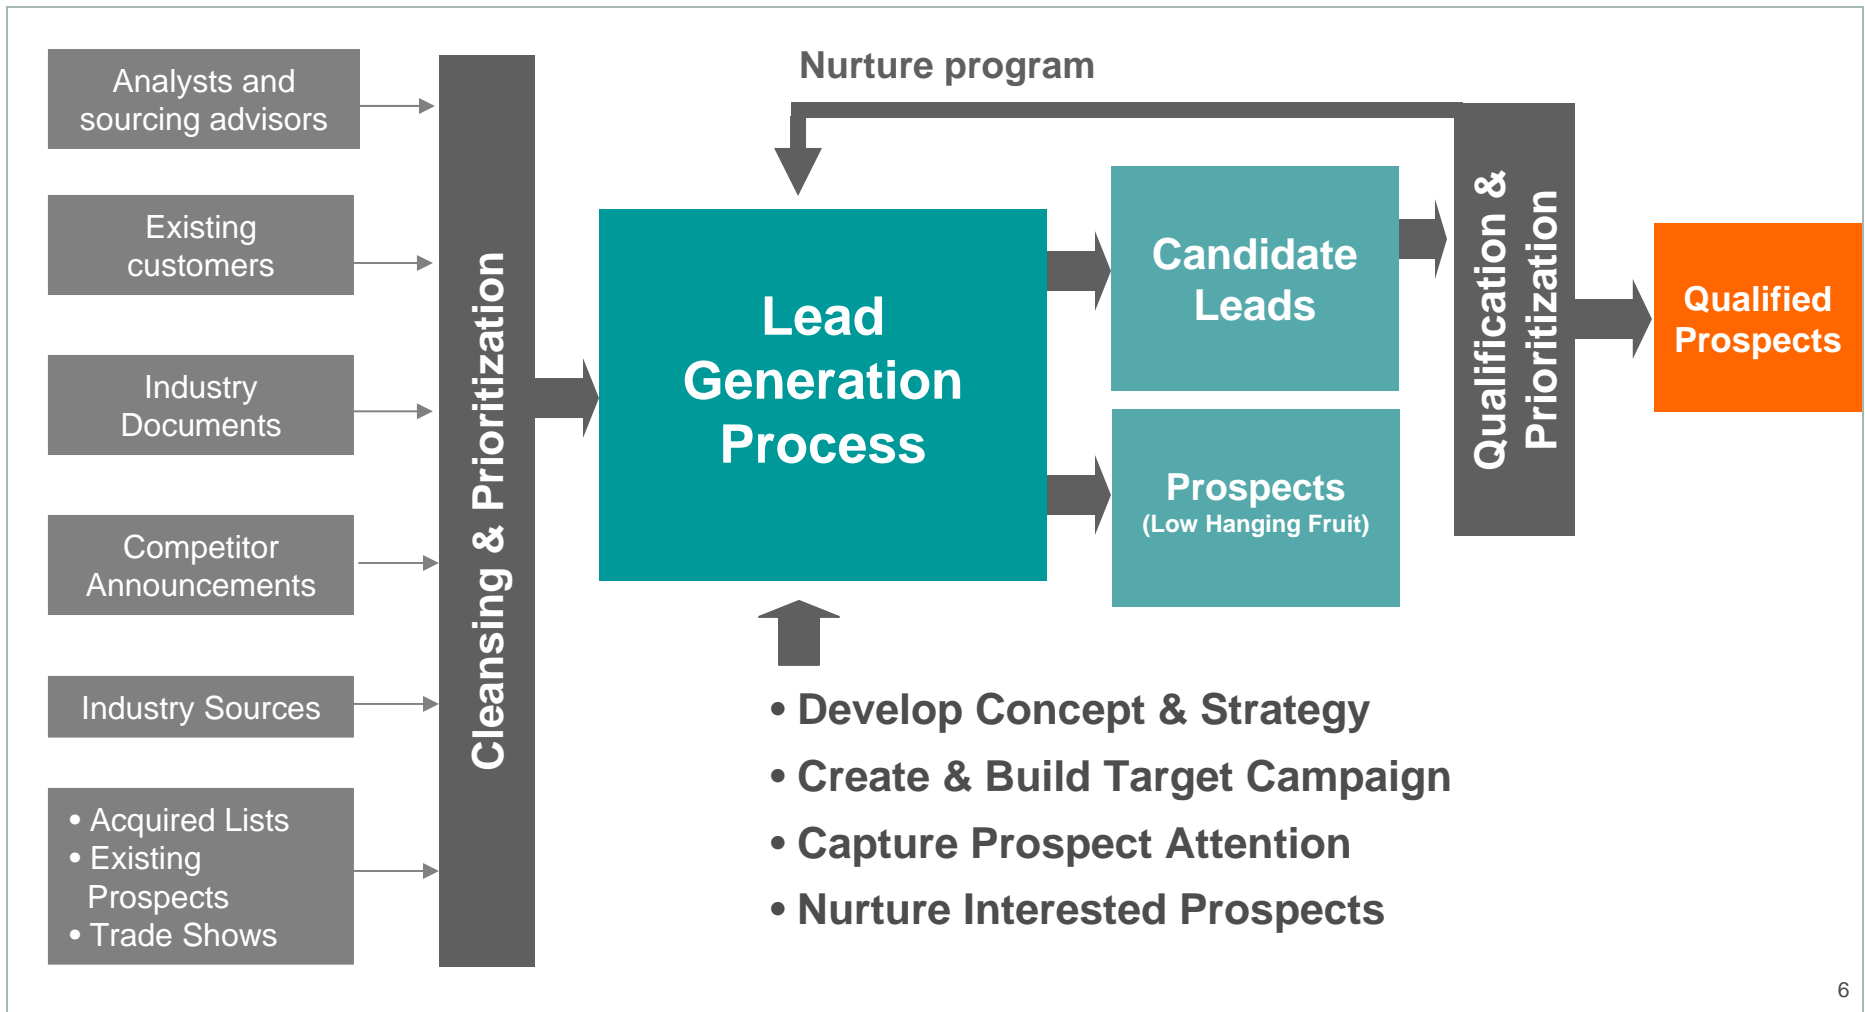 Analysts and
sourcing advisors
Existing
customers
Industry
Documents
Competitor
Announcements
Industry Sources
• Acquired Lists
• Existing
Prospects
• Trade Shows
Cleansing & Prioritization
Nurture program
Lead
Generation
Process
Candidate
Leads
Prospects
(Low Hanging Fruit)
Qualification &
Prioritization
Qualified
Prospects
• Develop Concept & Strategy
• Create & Build Target Campaign
• Capture Prospect Attention
• Nurture Interested Prospects
6